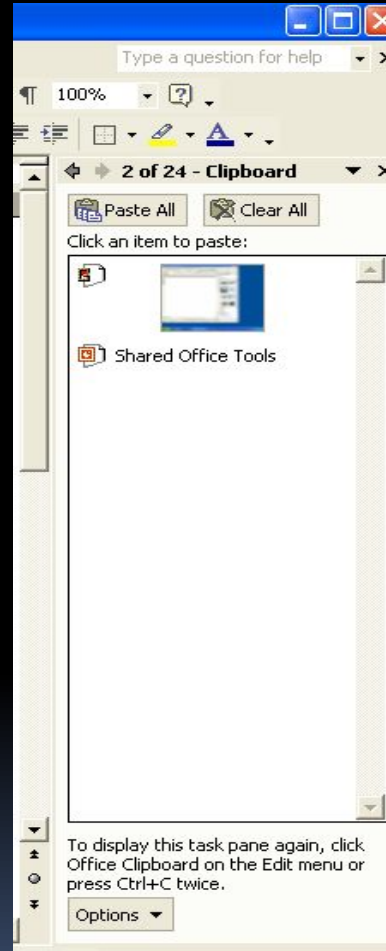 Type a question for help
¶ 100%
A
2 of 24 - Clipboard
Paste All Clear All
Click an item to paste:
Shared Office Tools
To display this task pane again, click
Office Clipboard on the Edit menu or
press Ctrl+C twice.
Options